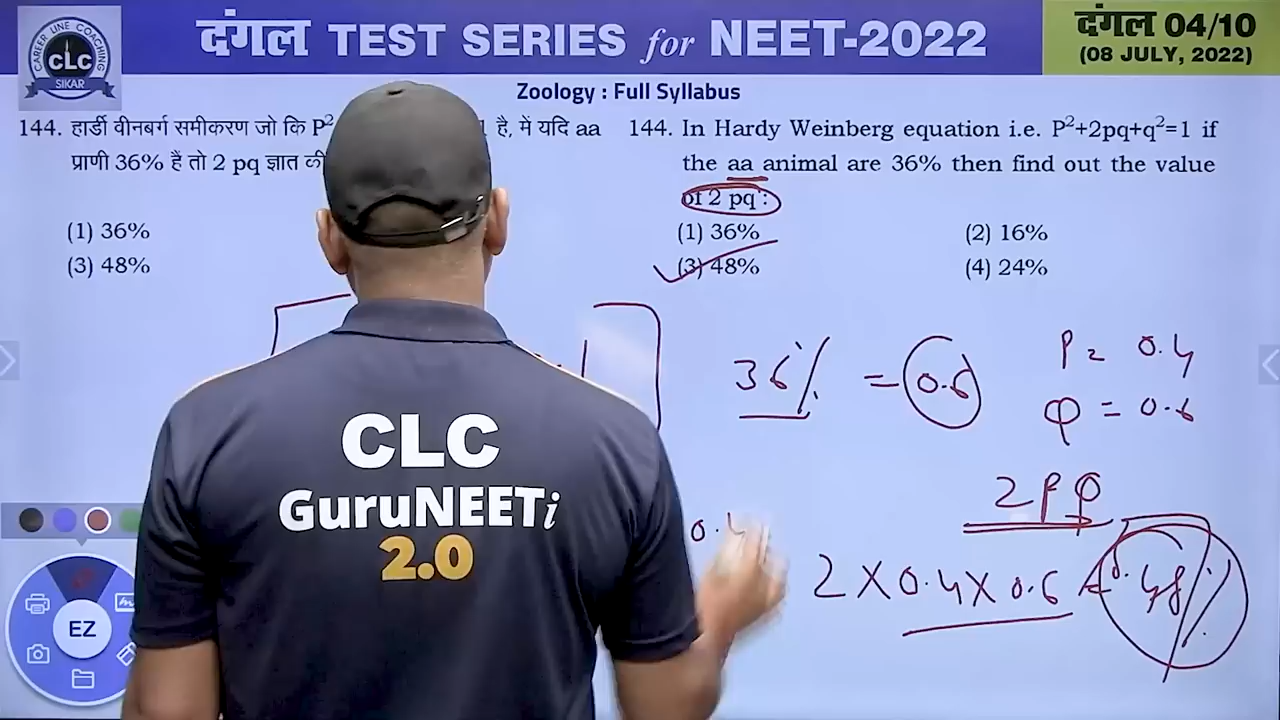 दंगल TEST SERIES for NEET-2022
दंगल 04/10
(08 JULY, 2022)
CAREER LINE COACHING
CLC
SIKAR
Zoology : Full Syllabus
144. हार्डी वीनबर्ग समीकरण जो कि P²
है, में यदि aa
प्राणी 36% हैं तो 2 pq ज्ञात
(1) 36%
(3) 48%
144. In Hardy Weinberg equation i.e. P²+2pq+q²=1 if
the aa animal are 36% then find out the value
of 2 pq :
(1) 36%
(2) 16%
(3) 48%
(4) 24%
36% = 0.6
P = 0.4
φ = 0.6
2pφ
0.4
2 X 0.4 X 0.6
0.48%
CLC
GuruNEETi
2.0
EZ